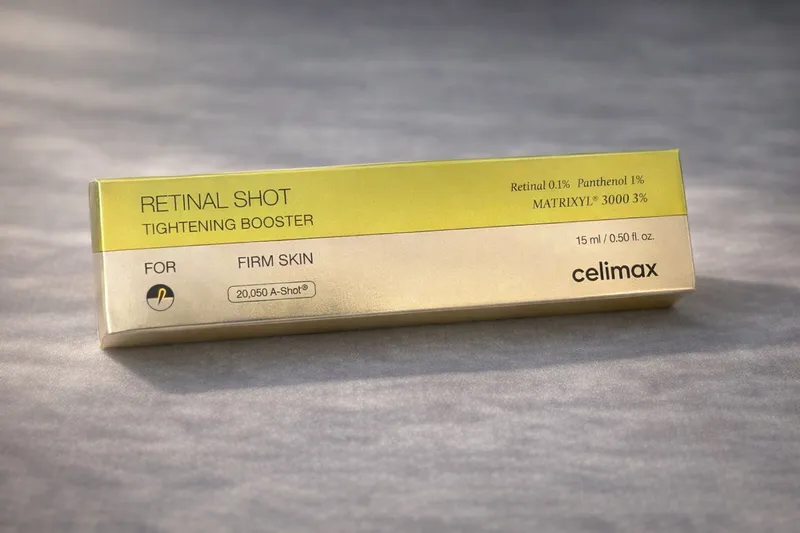 RETINAL SHOT
TIGHTENING BOOSTER
Retinal 0.1% Panthenol 1%
MATRIXYL® 3000 3%
FOR FIRM SKIN
20,050 A-Shot®
15 ml / 0.50 fl. oz.
celimax